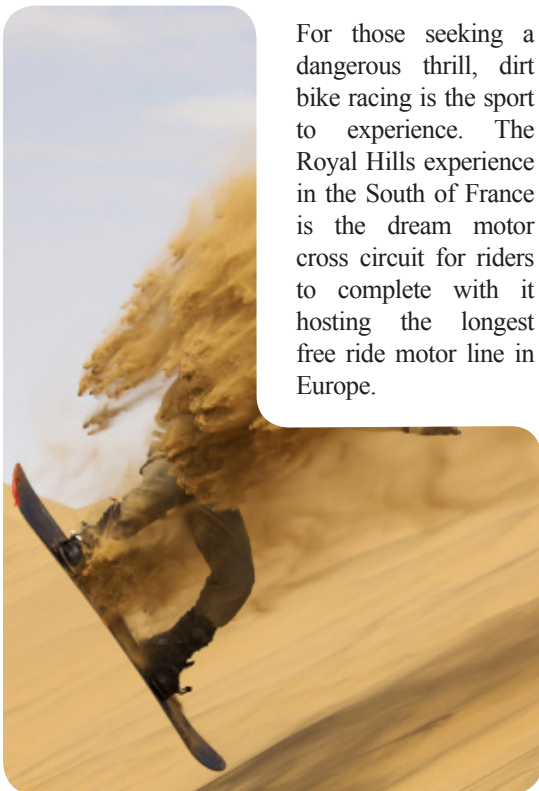 For those seeking a
dangerous thrill, dirt
bike racing is the sport
to experience. The
Royal Hills experience
in the South of France
is the dream motor
cross circuit for riders
to complete with it
hosting the longest
free ride motor line in
Europe.